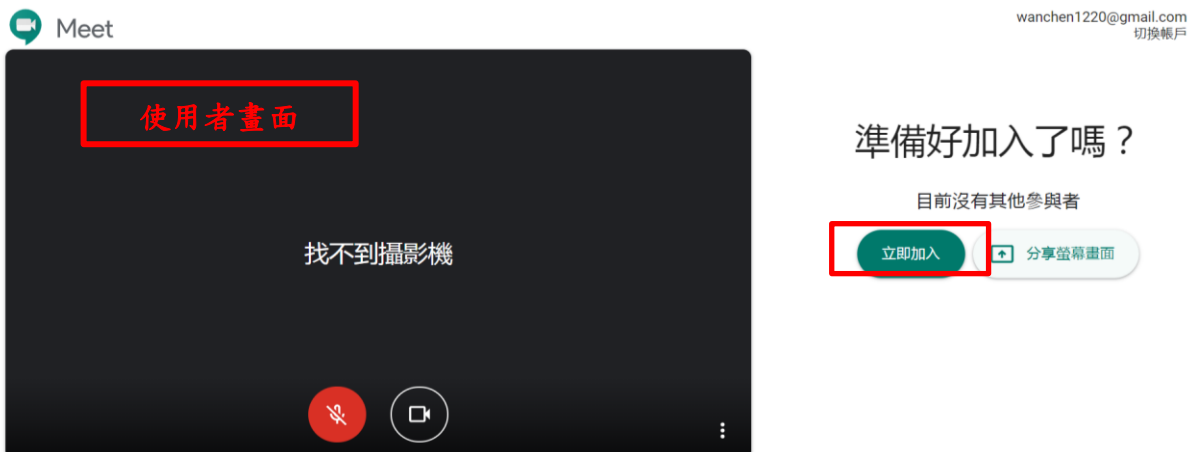 Meet
wanchen1220@gmail.com
切換帳戶
使用者畫面
找不到攝影機
準備好加入了嗎？
目前沒有其他參與者
立即加入
分享螢幕畫面